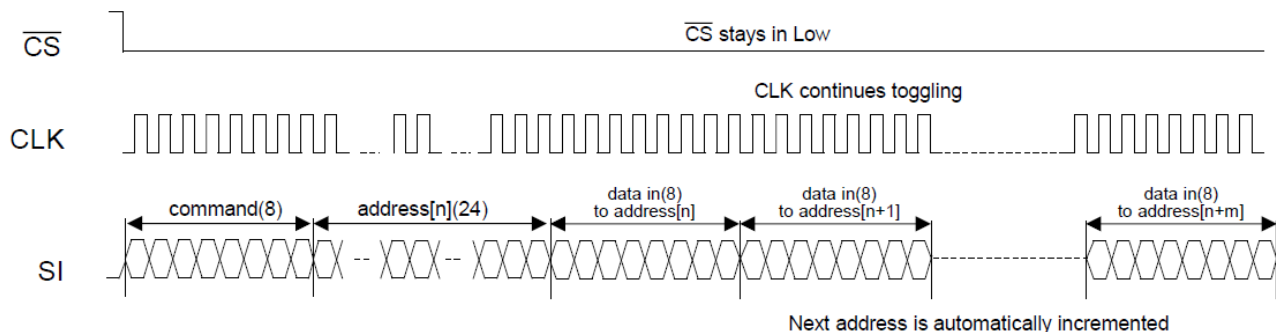 CS
CS stays in Low
CLK continues toggling
CLK
command(8)
address[n](24)
data in(8)
to address[n]
data in(8)
to address[n+1]
data in(8)
to address[n+m]
SI
Next address is automatically incremented